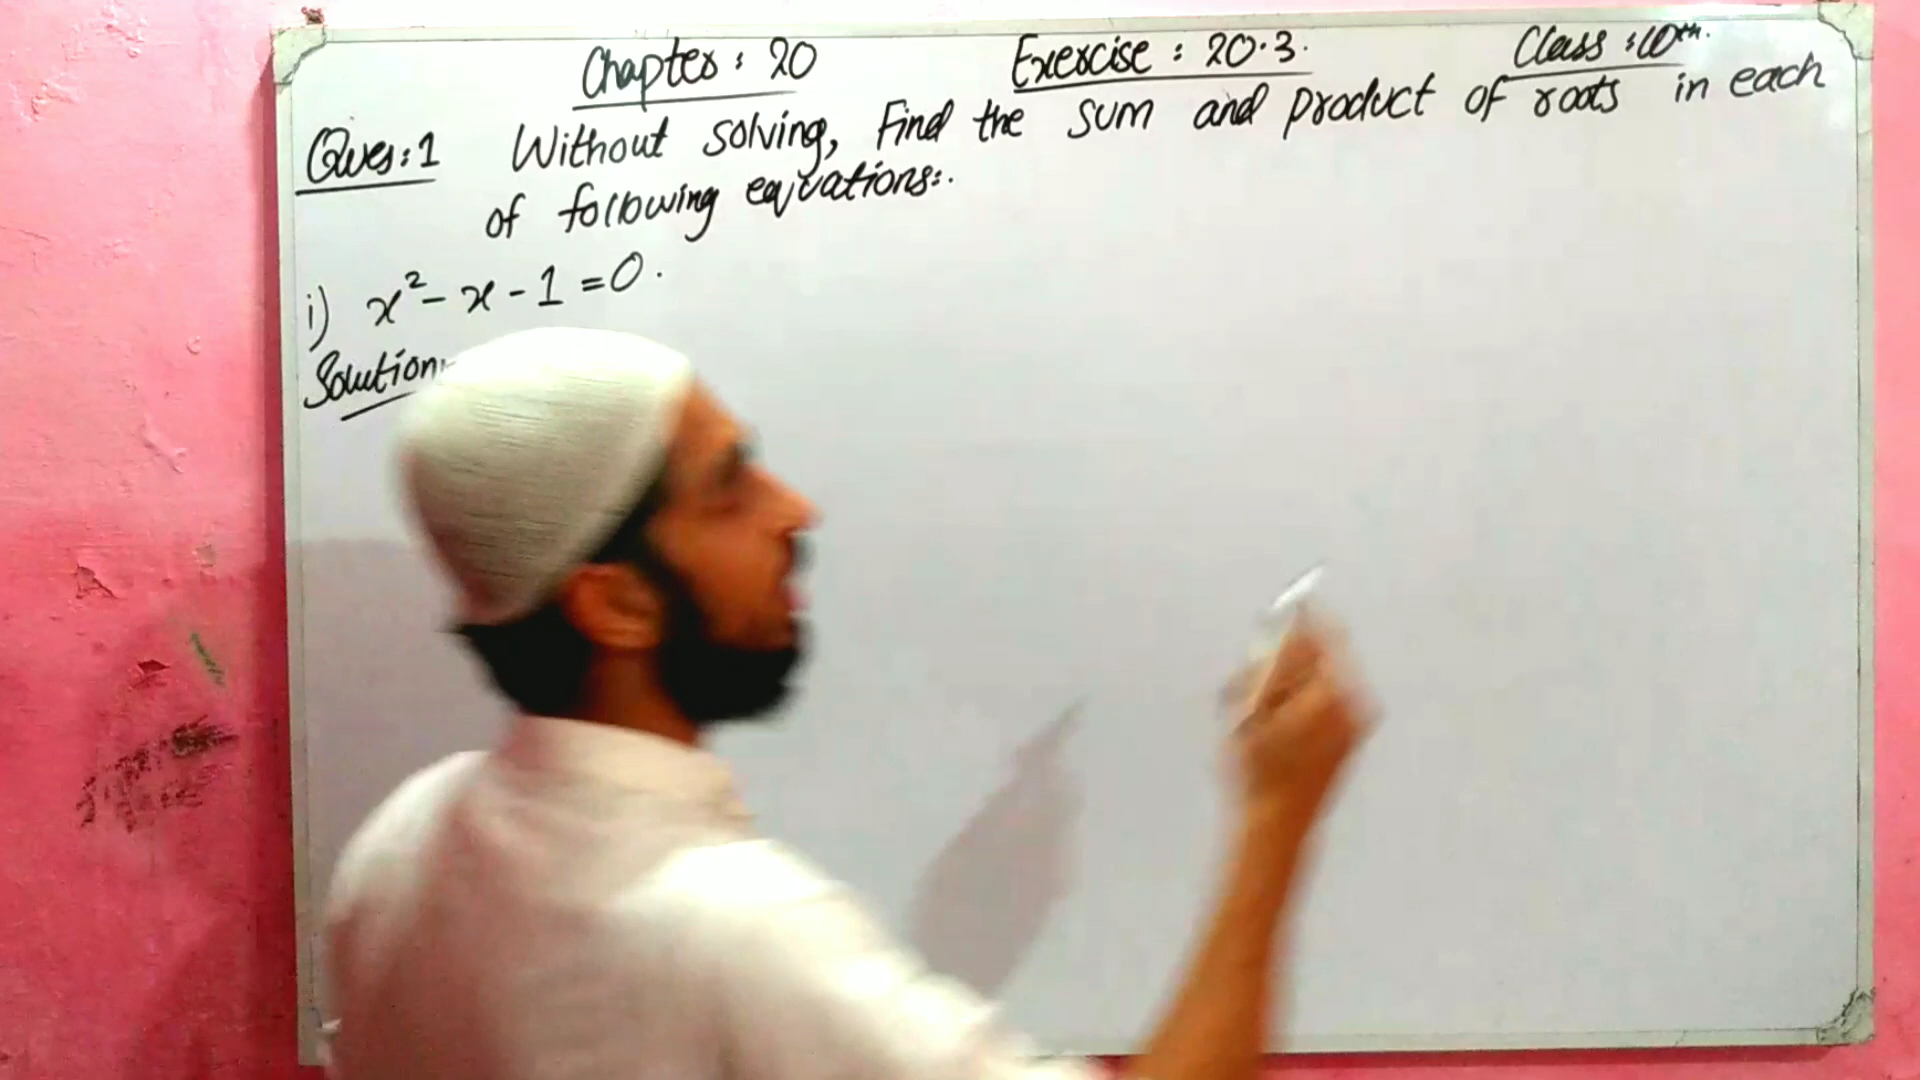 Chapter : 20 Exercise : 20.3. Class : 10th.
Ques:1 Without solving, Find the sum and product of roots in each
of following equations:.
i) x²- x - 1 = 0.
Solution: